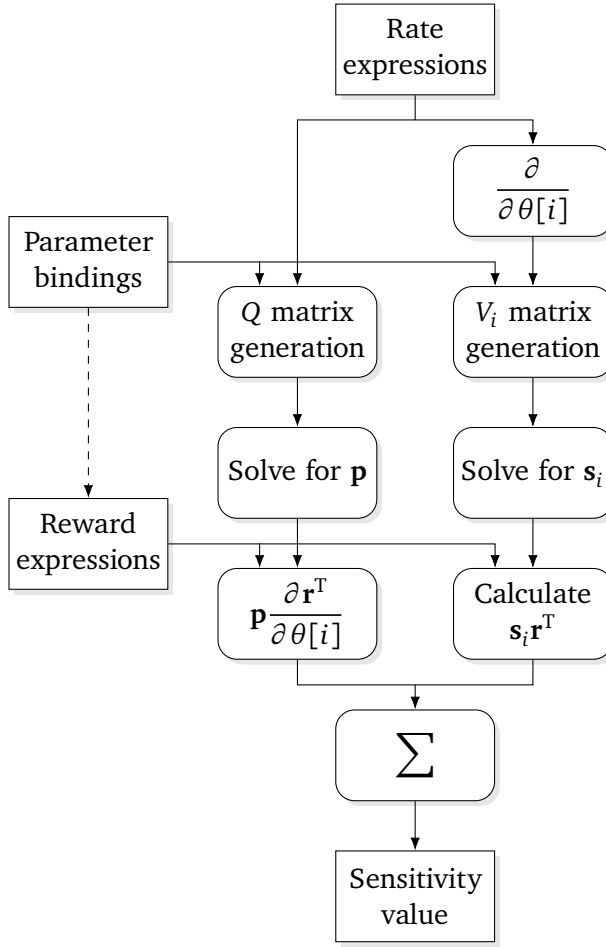 Rate
expressions
∂
∂θ[i]
Parameter
bindings
Q matrix
generation
V_i matrix
generation
Solve for p
Solve for s_i
Reward
expressions
p ∂r^T
∂θ[i]
Calculate
s_i r^T
∑
Sensitivity
value